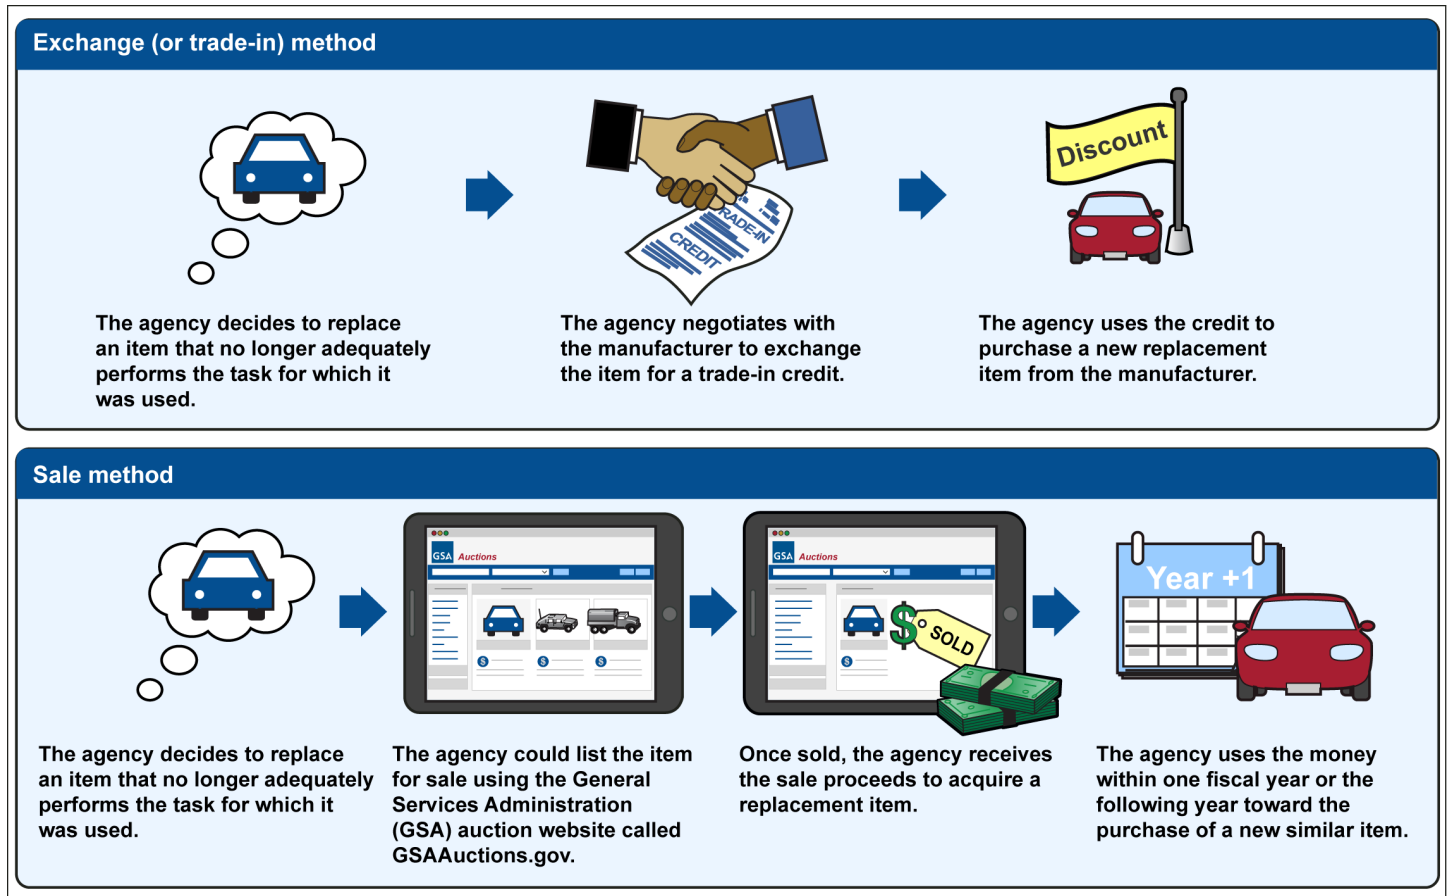 Exchange (or trade-in) method
Discount
TRADE-IN
CREDIT
The agency decides to replace
an item that no longer adequately
performs the task for which it
was used.
The agency negotiates with
the manufacturer to exchange
the item for a trade-in credit.
The agency uses the credit to
purchase a new replacement
item from the manufacturer.
Sale method
GSA Auctions
$ $ $
GSA Auctions
$ SOLD
$
Year +1
The agency decides to replace
an item that no longer adequately
performs the task for which it
was used.
The agency could list the item
for sale using the General
Services Administration
(GSA) auction website called
GSAAuctions.gov.
Once sold, the agency receives
the sale proceeds to acquire a
replacement item.
The agency uses the money
within one fiscal year or the
following year toward the
purchase of a new similar item.